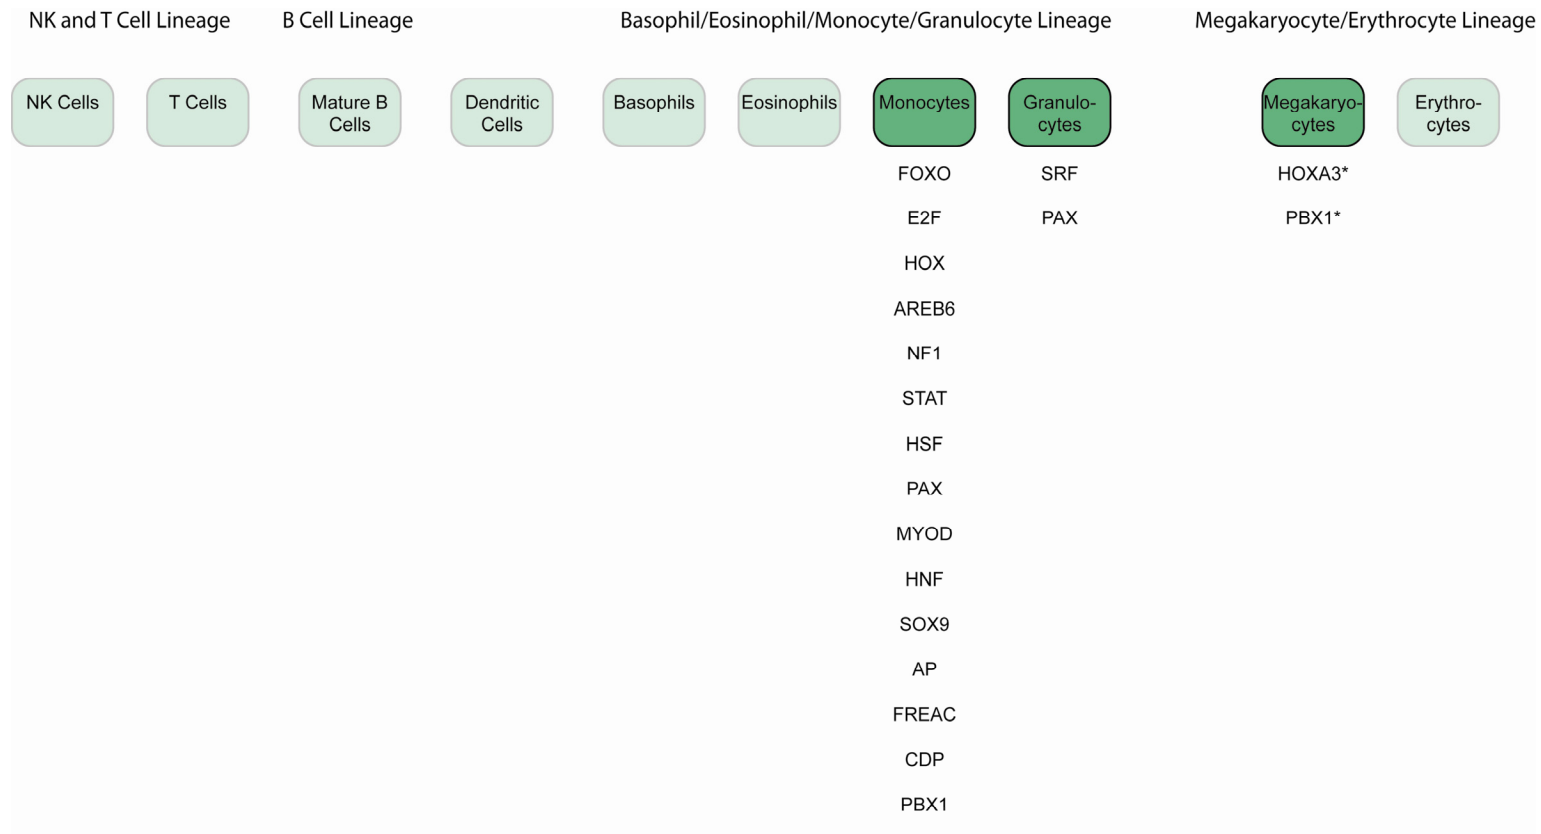 NK and T Cell Lineage
B Cell Lineage
Basophil/Eosinophil/Monocyte/Granulocyte Lineage
Megakaryocyte/Erythrocyte Lineage
NK Cells
T Cells
Mature B
Cells
Dendritic
Cells
Basophils
Eosinophils
Monocytes
Granulo-
cytes
Megakaryo-
cytes
Erythro-
cytes
FOXO
E2F
HOX
AREB6
NF1
STAT
HSF
PAX
MYOD
HNF
SOX9
AP
FREAC
CDP
PBX1
SRF
PAX
HOXA3*
PBX1*